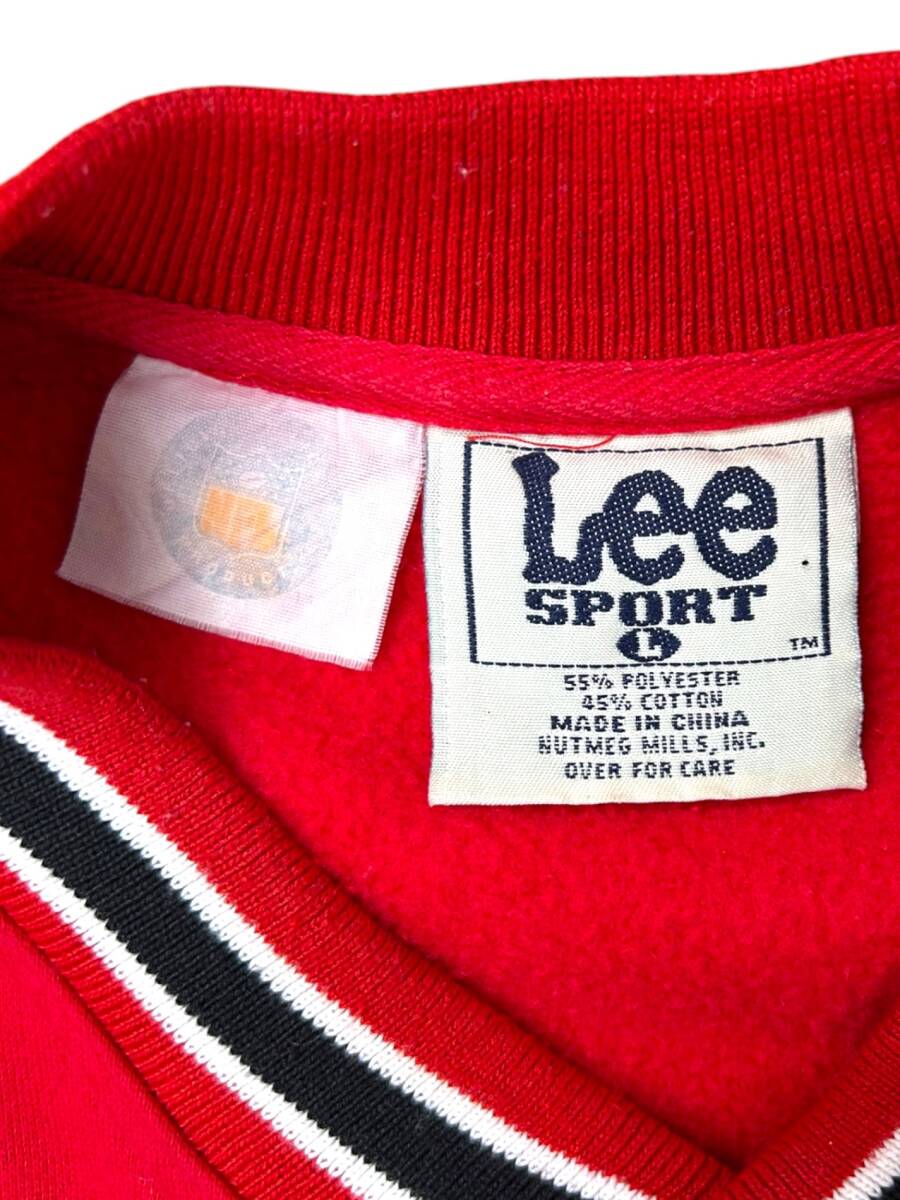 Lee
SPORT
L
TM
55% POLYESTER
45% COTTON
MADE IN CHINA
NUTMEG MILLS, INC.
OVER FOR CARE